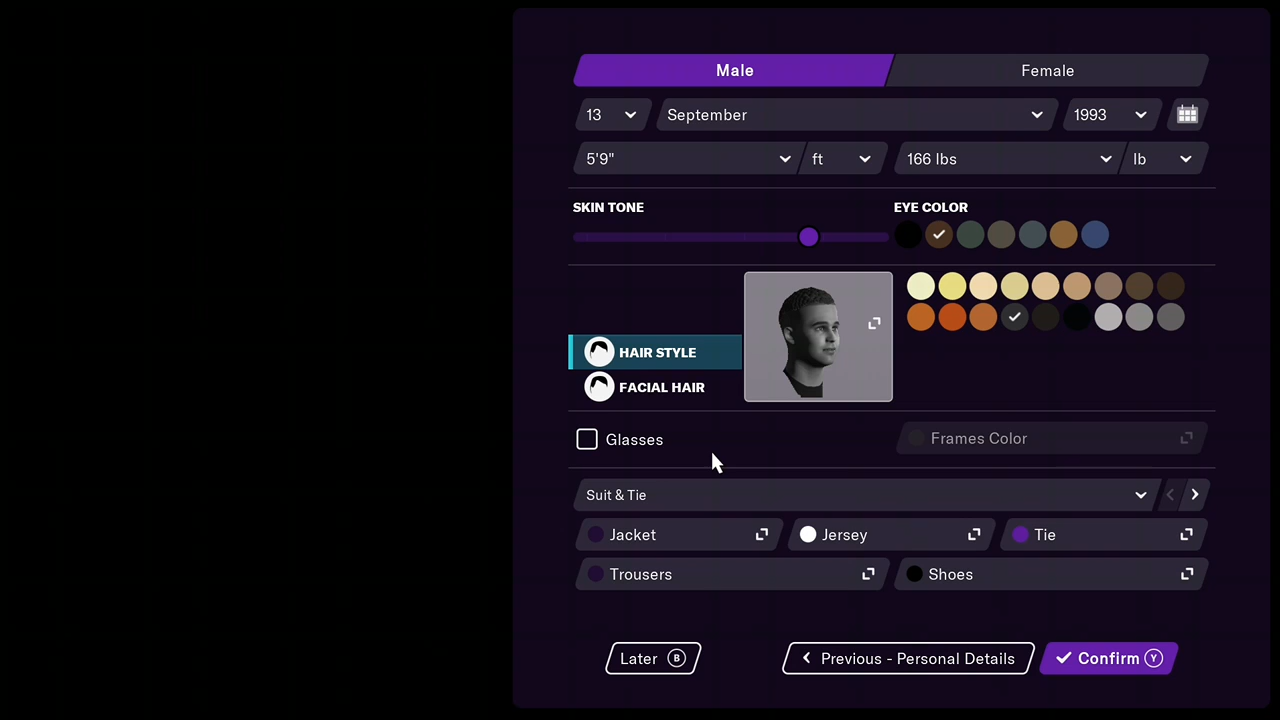 Male Female
13 September 1993
5'9" ft 166 lbs lb
SKIN TONE EYE COLOR
HAIR STYLE
FACIAL HAIR
Glasses Frames Color
Suit & Tie
Jacket Jersey Tie
Trousers Shoes
Later B Previous - Personal Details Confirm Y